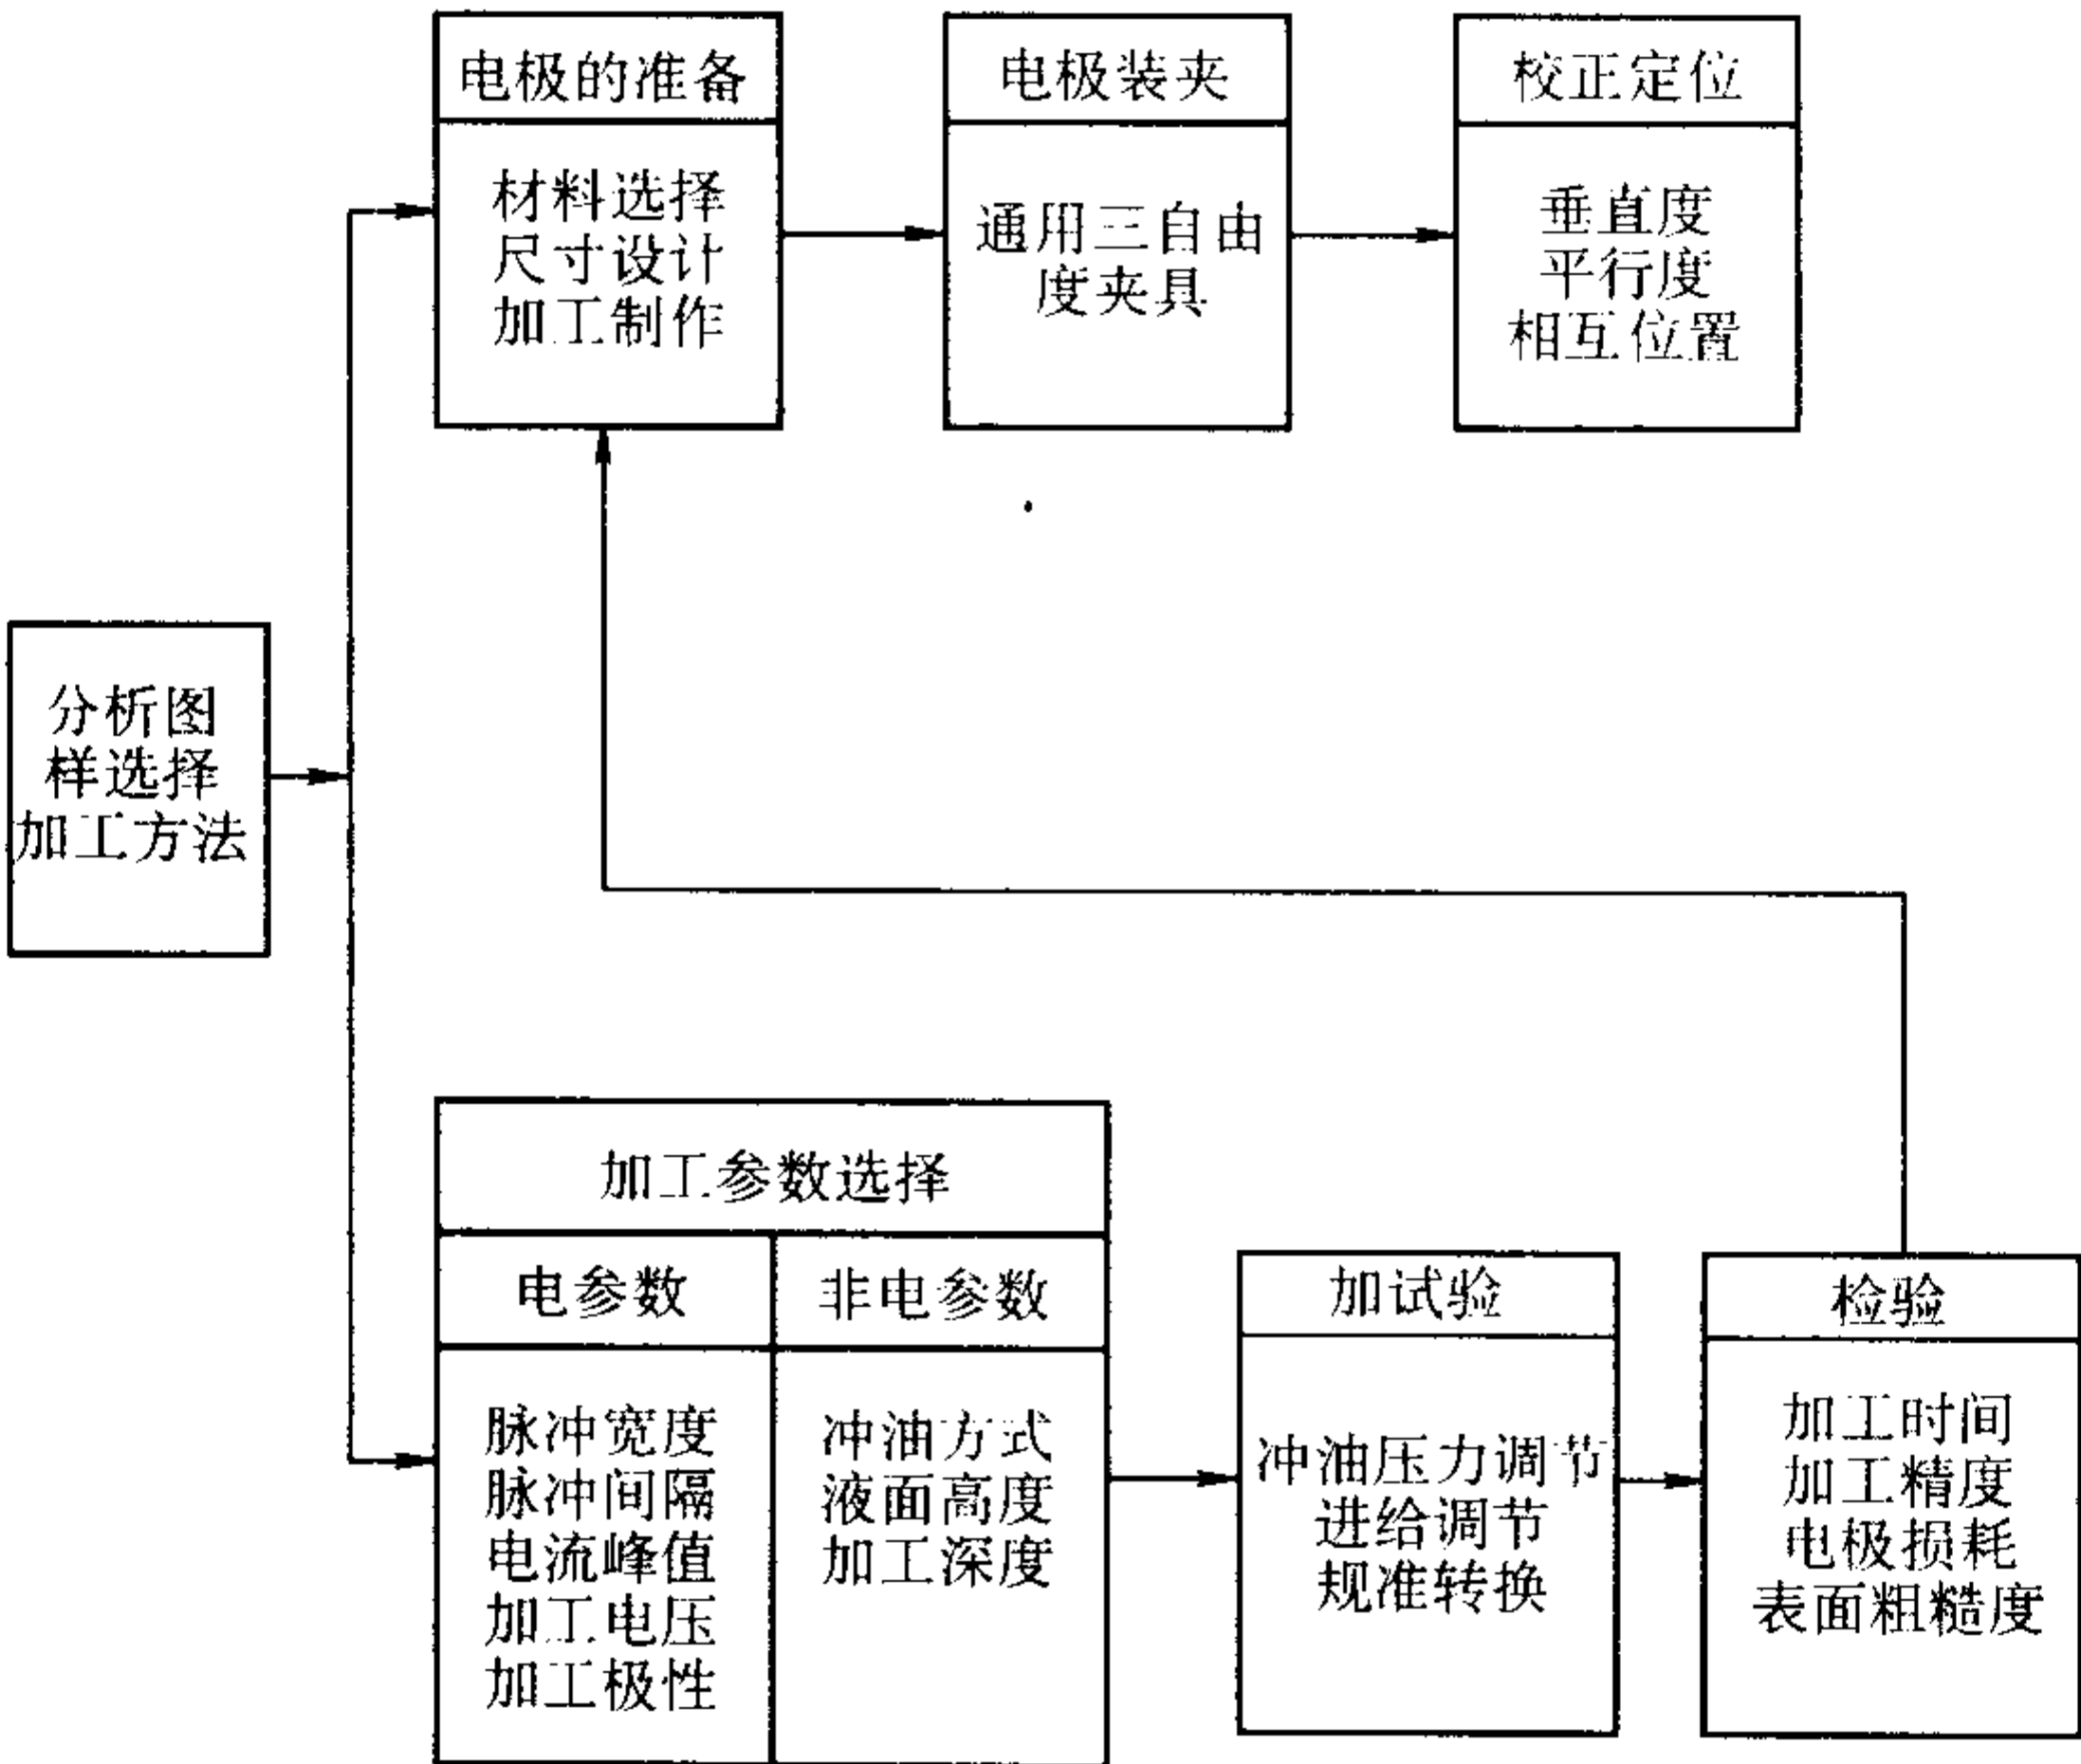 电极的准备
材料选择
尺寸设计
加工制作
电极装夹
通用三自由
度夹具
校正定位
垂直度
平行度
相互位置
分析图
样选择
加工方法
加工参数选择
电参数
脉冲宽度
脉冲间隔
电流峰值
加工电压
加工极性
非电参数
冲油方式
液面高度
加工深度
加试验
冲油压力调节
进给调节
规准转换
检验
加工时间
加工精度
电极损耗
表面粗糙度